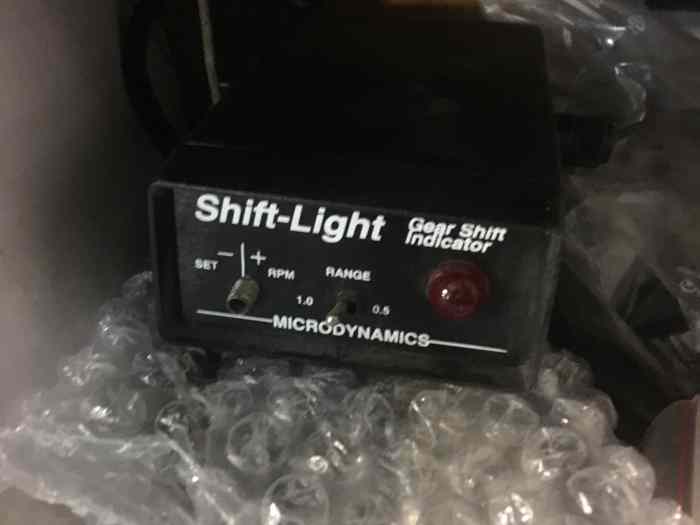 Shift-Light
Gear Shift
Indicator
SET − + RPM
RANGE
1.0 0.5
MICRODYNAMICS